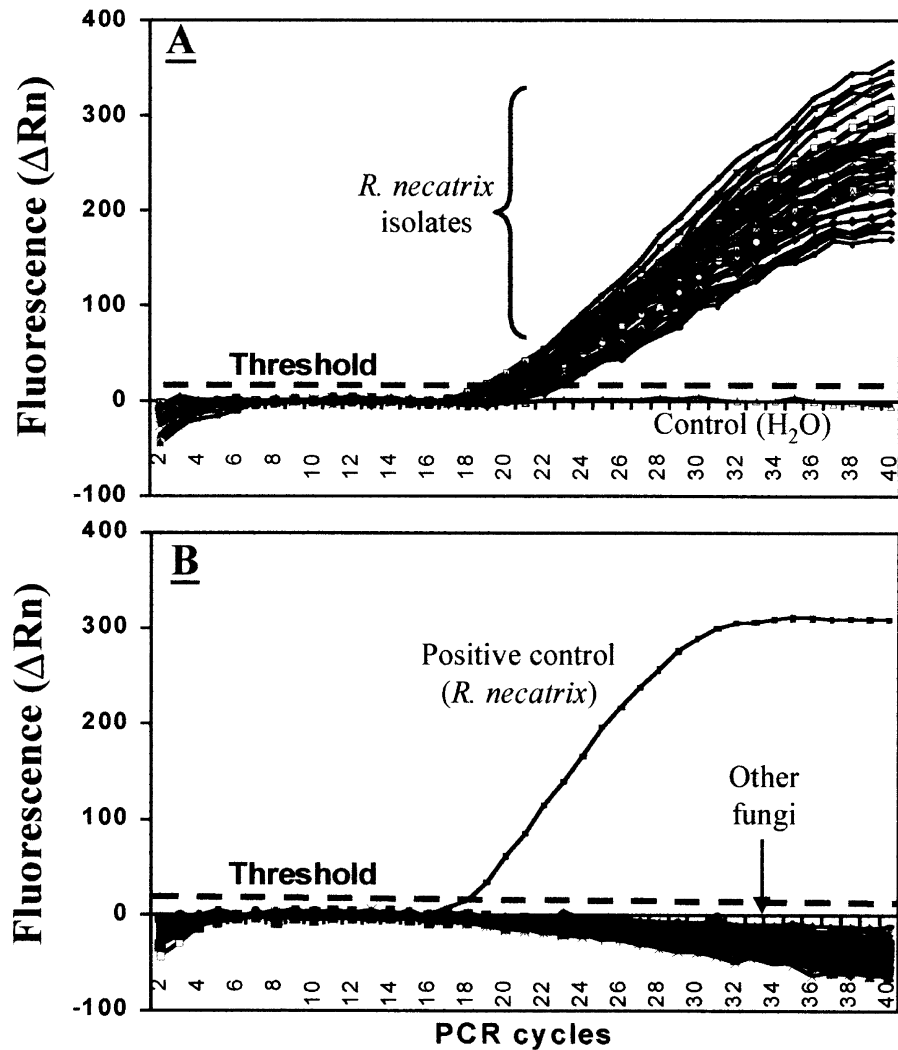 A
400
300
200
100
0
-100
Fluorescence (ΔRn)
R. necatrix
isolates
Threshold
Control (H₂O)
2 4 6 8 10 12 14 16 18 20 22 24 26 28 30 32 34 36 38 40
B
400
300
200
100
0
-100
Fluorescence (ΔRn)
Positive control
(R. necatrix)
Other
fungi
Threshold
2 4 6 8 10 12 14 16 18 20 22 24 26 28 30 32 34 36 38 40
PCR cycles